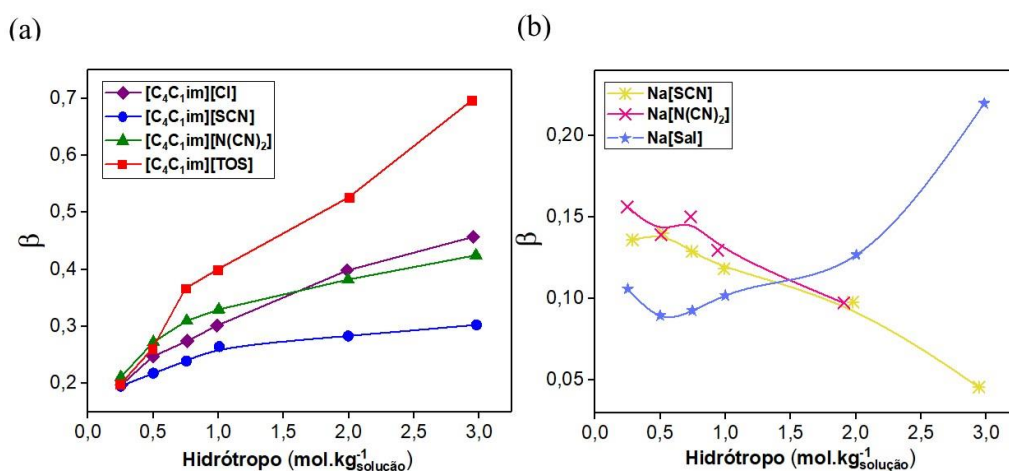 (a)
[C₄C₁im][Cl]
[C₄C₁im][SCN]
[C₄C₁im][N(CN)₂]
[C₄C₁im][TOS]
0,7
0,6
0,5
0,4
0,3
0,2
β
0,0 0,5 1,0 1,5 2,0 2,5 3,0
Hidrótropo (mol.kg⁻¹solução)
(b)
Na[SCN]
Na[N(CN)₂]
Na[Sal]
0,20
0,15
0,10
0,05
β
0,0 0,5 1,0 1,5 2,0 2,5 3,0
Hidrótropo (mol.kg⁻¹solução)